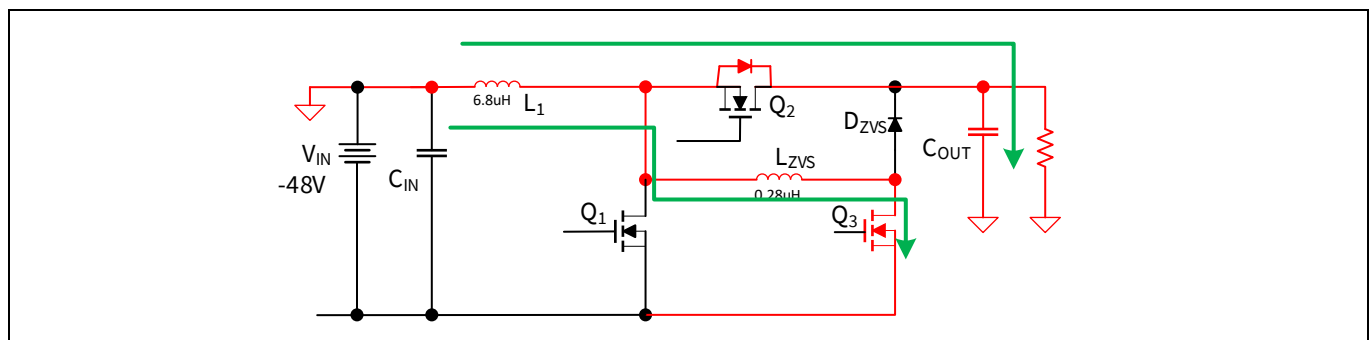 6.8uH
L1
Q2
DZVS
VIN
-48V
CIN
COUT
LZVS
0.28uH
Q1
Q3